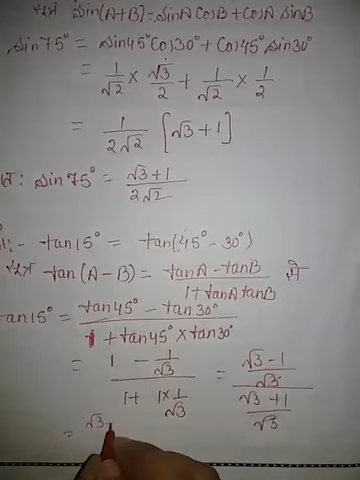 सूत्र sin(A+B) = sinA cosB + cosA sinB
sin75° = sin45° cos30° + cos45° sin30°
= 1/√2 × √3/2 + 1/√2 × 1/2
= 1/2√2 [√3+1]
अतः sin75° = √3+1/2√2
:- tan15° = tan(45° - 30°)
सूत्र tan(A-B) = tanA - tanB/1+tanA tanB से
tan15° = tan45° - tan30°/1 + tan45° × tan30°
= 1 - 1/√3/1 + 1×1/√3 = √3-1/√3/√3+1/√3
= √3-